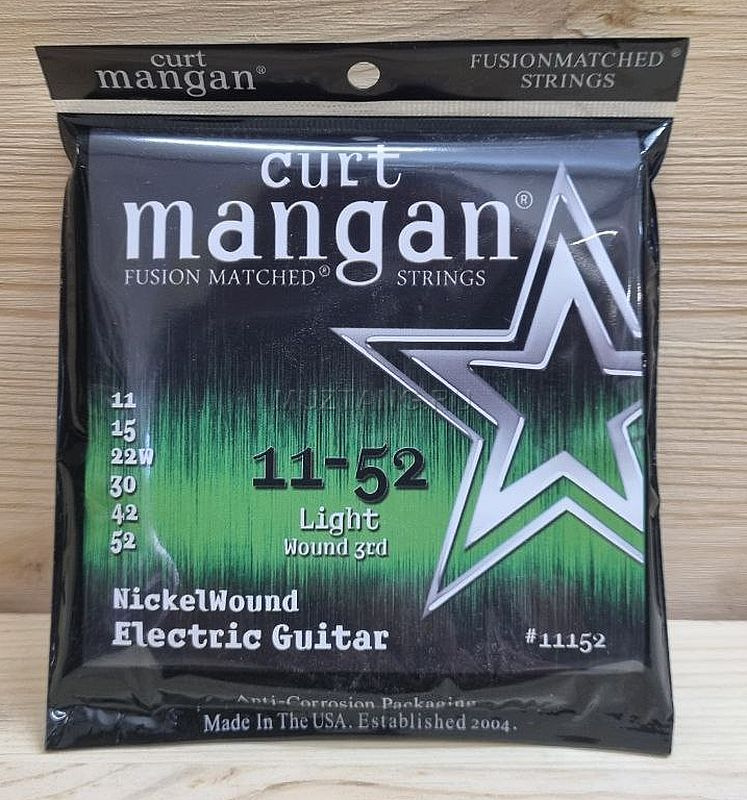 curt
mangan®
FUSIONMATCHED®
STRINGS
curt
mangan®
FUSION MATCHED® STRINGS
11
15
22W
30
42
52
11-52
Light
Wound 3rd
NickelWound
Electric Guitar
#11152
Anti-Corrosion Packaging
Made In The USA. Established 2004.